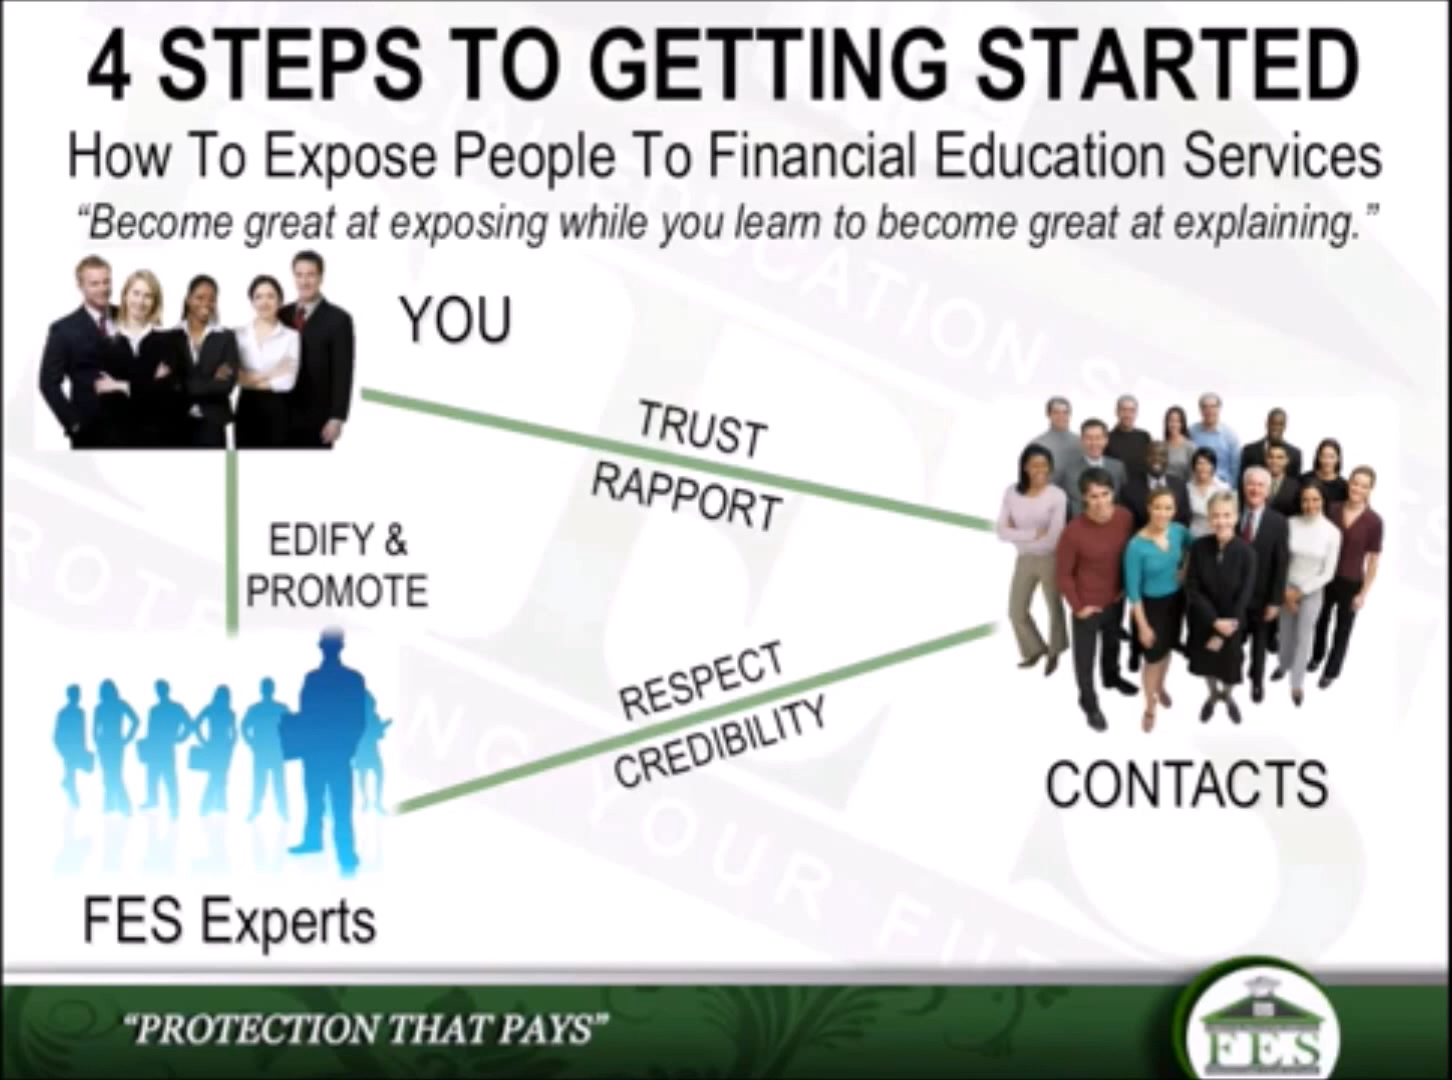 4 STEPS TO GETTING STARTED
How To Expose People To Financial Education Services
“Become great at exposing while you learn to become great at explaining.”
YOU
TRUST
RAPPORT
EDIFY &
PROMOTE
RESPECT
CREDIBILITY
CONTACTS
FES Experts
“PROTECTION THAT PAYS”
FES